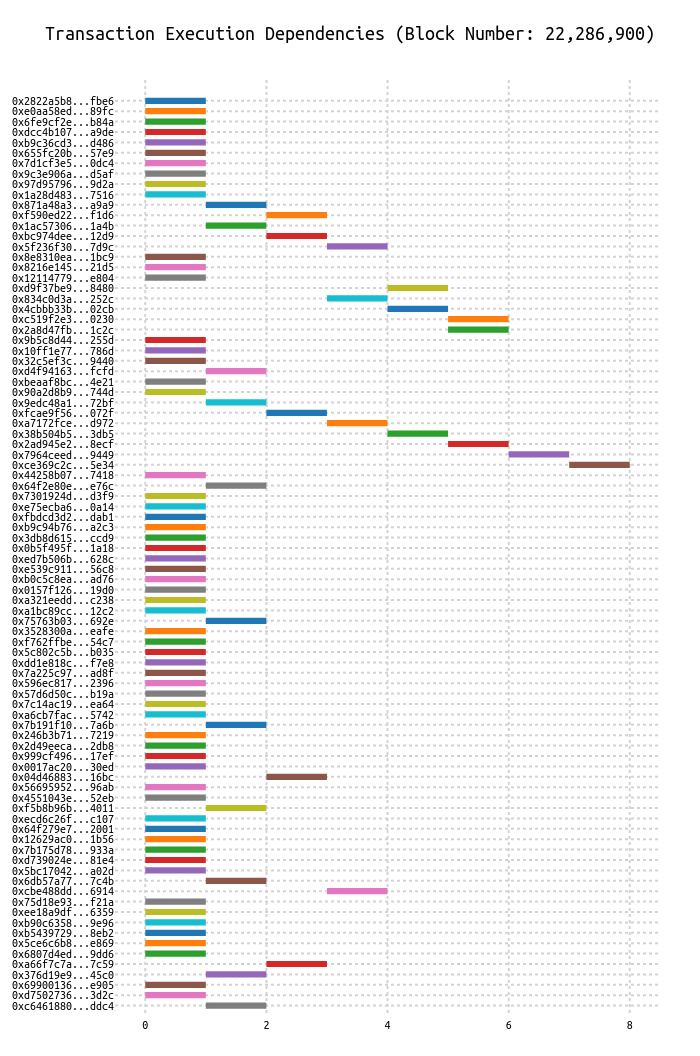 Transaction Execution Dependencies (Block Number: 22,286,900)
0x2822a5b8...fbe6
0xe0aa58ed...89fc
0x6fe9cf2e...b84a
0xdcc4b107...a9de
0xb9c36cd3...d486
0x655fc20b...57e9
0x7d1cf3e5...0dc4
0x9c3e906a...d5af
0x97d95796...9d2a
0x1a28d483...7516
0x871a48a3...a9a9
0xf590ed22...f1d6
0x1ac57306...1a4b
0xbc974dee...12d9
0x5f236f30...7d9c
0x8e8310ea...1bc9
0x8216e145...21d5
0x12114779...e804
0xd9f37be9...8480
0x834c0d3a...252c
0x4cbbb33b...02cb
0xc519f2e3...0230
0x2a8d47fb...1c2c
0x9b5c8d44...255d
0x10ff1e77...786d
0x32c5ef3c...9440
0xd4f94163...fcfd
0xbeaaf8bc...4e21
0x90a2d8b9...744d
0x9edc48a1...72bf
0xfcae9f56...072f
0xa7172fce...d972
0x38b504b5...3db5
0x2ad945e2...8ecf
0x7964ceed...9449
0xce369c2c...5e34
0x44258b07...7418
0x64f2e80e...e76c
0x7301924d...d3f9
0xe75ecba6...0a14
0xfbdcd3d2...dab1
0xb9c94b76...a2c3
0x3db8d615...ccd9
0x0b5f495f...1a18
0xed7b506b...628c
0xe539c911...56c8
0xb0c5c8ea...ad76
0x0157f126...19d0
0xa321eedd...c238
0xa1bc89cc...12c2
0x75763b03...692e
0x3528300a...eafe
0xf762ffbe...54c7
0x5c802c5b...b035
0xdd1e818c...f7e8
0x7a225c97...ad8f
0x596ec817...2396
0x57d6d50c...b19a
0x7c14ac19...ea64
0xa6cb7fac...5742
0x7b191f10...7a6b
0x246b3b71...7219
0x2d49eeca...2db8
0x999cf496...17ef
0x0017ac20...30ed
0x04d46883...16bc
0x56695952...96ab
0x4551043e...52eb
0xf5b8b96b...4011
0xecd6c26f...c107
0x64f279e7...2001
0x12629ac0...1b56
0x7b175d78...933a
0xd739024e...81e4
0x5bc17042...a02d
0x6db57a77...7c4b
0xcbe488dd...6914
0x75d18e93...f21a
0xee18a9df...6359
0xb90c6358...9e96
0xb5439729...8eb2
0x5ce6c6b8...e869
0x6807d4ed...9dd6
0xa66f7c7a...7c59
0x376d19e9...45c0
0x69900136...e905
0xd7502736...3d2c
0xc6461880...ddc4
0 2 4 6 8